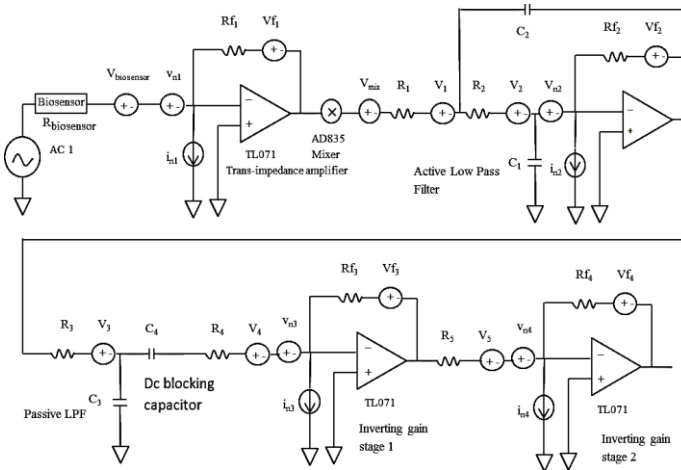 Rf1 Vf1
C2
Rf2 Vf2
Vbiosensor vn1
Vmix R1 V1 R2 V2 Vn2
Biosensor
Rbiosensor
AC 1
in1
TL071
Trans-impedance amplifier
AD835
Mixer
Active Low Pass
Filter
C1
in2
Rf3 Vf3
Rf4 Vf4
R3 V3 C4 R4 V4 vn3
R5 V5 vn4
Passive LPF
C3
Dc blocking
capacitor
in3
TL071
Inverting gain
stage 1
in4
TL071
Inverting gain
stage 2